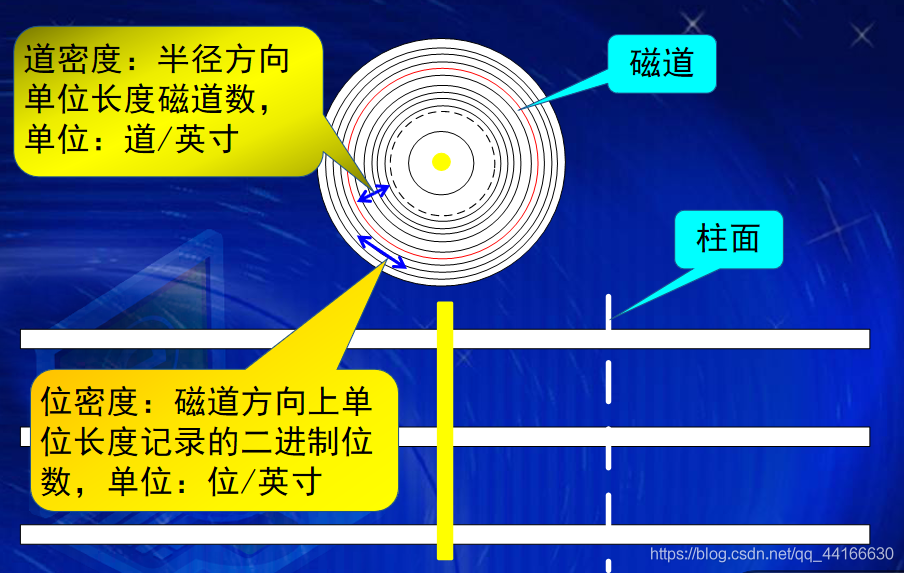 道密度：半径方向
单位长度磁道数，
单位：道/英寸
磁道
柱面
位密度：磁道方向上单
位长度记录的二进制位
数，单位：位/英寸
https://blog.csdn.net/qq_44166630